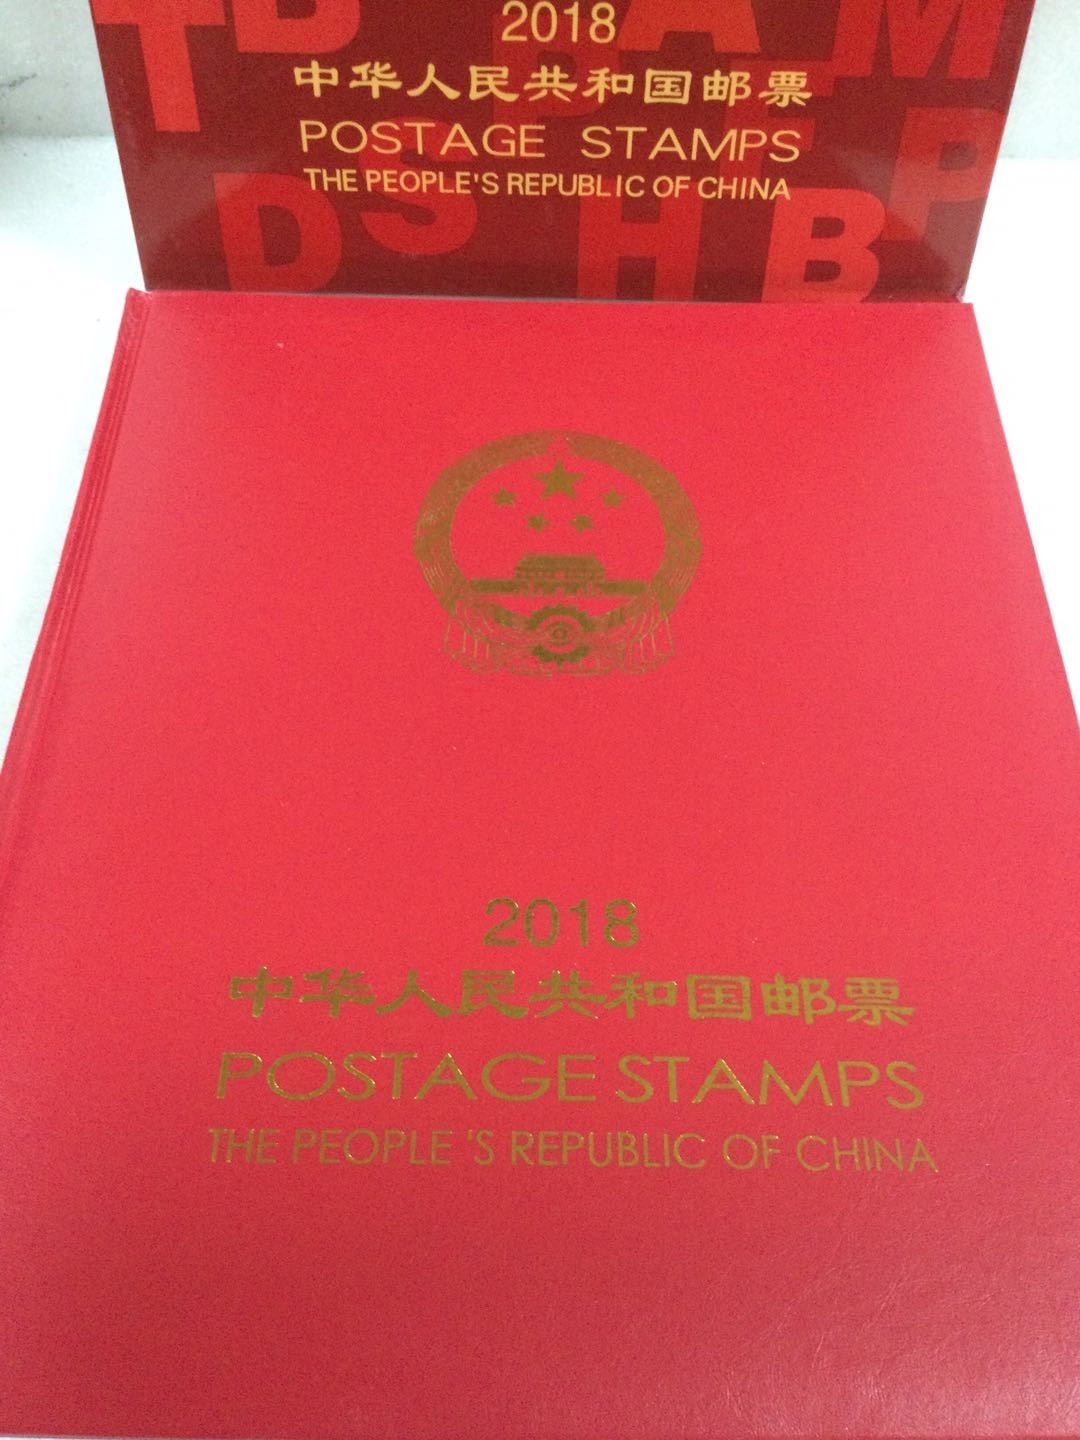 2018
中华人民共和国邮票
POSTAGE STAMPS
THE PEOPLE'S REPUBLIC OF CHINA
2018
中华人民共和国邮票
POSTAGE STAMPS
THE PEOPLE 'S REPUBLIC OF CHINA